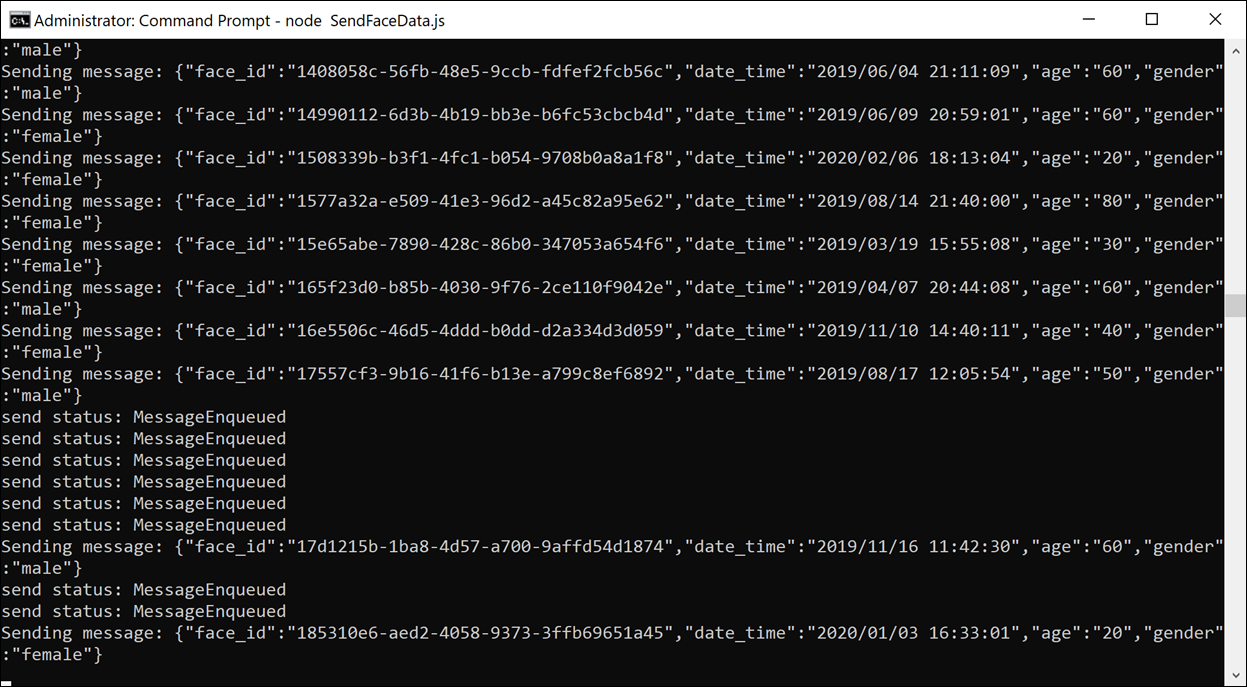 Administrator: Command Prompt - node  SendFaceData.js
:"male"}
Sending message: {"face_id":"1408058c-56fb-48e5-9ccb-fdfef2fcb56c","date_time":"2019/06/04 21:11:09","age":"60","gender"
:"male"}
Sending message: {"face_id":"14990112-6d3b-4b19-bb3e-b6fc53cbcb4d","date_time":"2019/06/09 20:59:01","age":"60","gender"
:"female"}
Sending message: {"face_id":"1508339b-b3f1-4fc1-b054-9708b0a8a1f8","date_time":"2020/02/06 18:13:04","age":"20","gender"
:"female"}
Sending message: {"face_id":"1577a32a-e509-41e3-96d2-a45c82a95e62","date_time":"2019/08/14 21:40:00","age":"80","gender"
:"female"}
Sending message: {"face_id":"15e65abe-7890-428c-86b0-347053a654f6","date_time":"2019/03/19 15:55:08","age":"30","gender"
:"female"}
Sending message: {"face_id":"165f23d0-b85b-4030-9f76-2ce110f9042e","date_time":"2019/04/07 20:44:08","age":"60","gender"
:"male"}
Sending message: {"face_id":"16e5506c-46d5-4ddd-b0dd-d2a334d3d059","date_time":"2019/11/10 14:40:11","age":"40","gender"
:"female"}
Sending message: {"face_id":"17557cf3-9b16-41f6-b13e-a799c8ef6892","date_time":"2019/08/17 12:05:54","age":"50","gender"
:"male"}
send status: MessageEnqueued
send status: MessageEnqueued
send status: MessageEnqueued
send status: MessageEnqueued
send status: MessageEnqueued
send status: MessageEnqueued
Sending message: {"face_id":"17d1215b-1ba8-4d57-a700-9affd54d1874","date_time":"2019/11/16 11:42:30","age":"60","gender"
:"male"}
send status: MessageEnqueued
send status: MessageEnqueued
Sending message: {"face_id":"185310e6-aed2-4058-9373-3ffb69651a45","date_time":"2020/01/03 16:33:01","age":"20","gender"
:"female"}